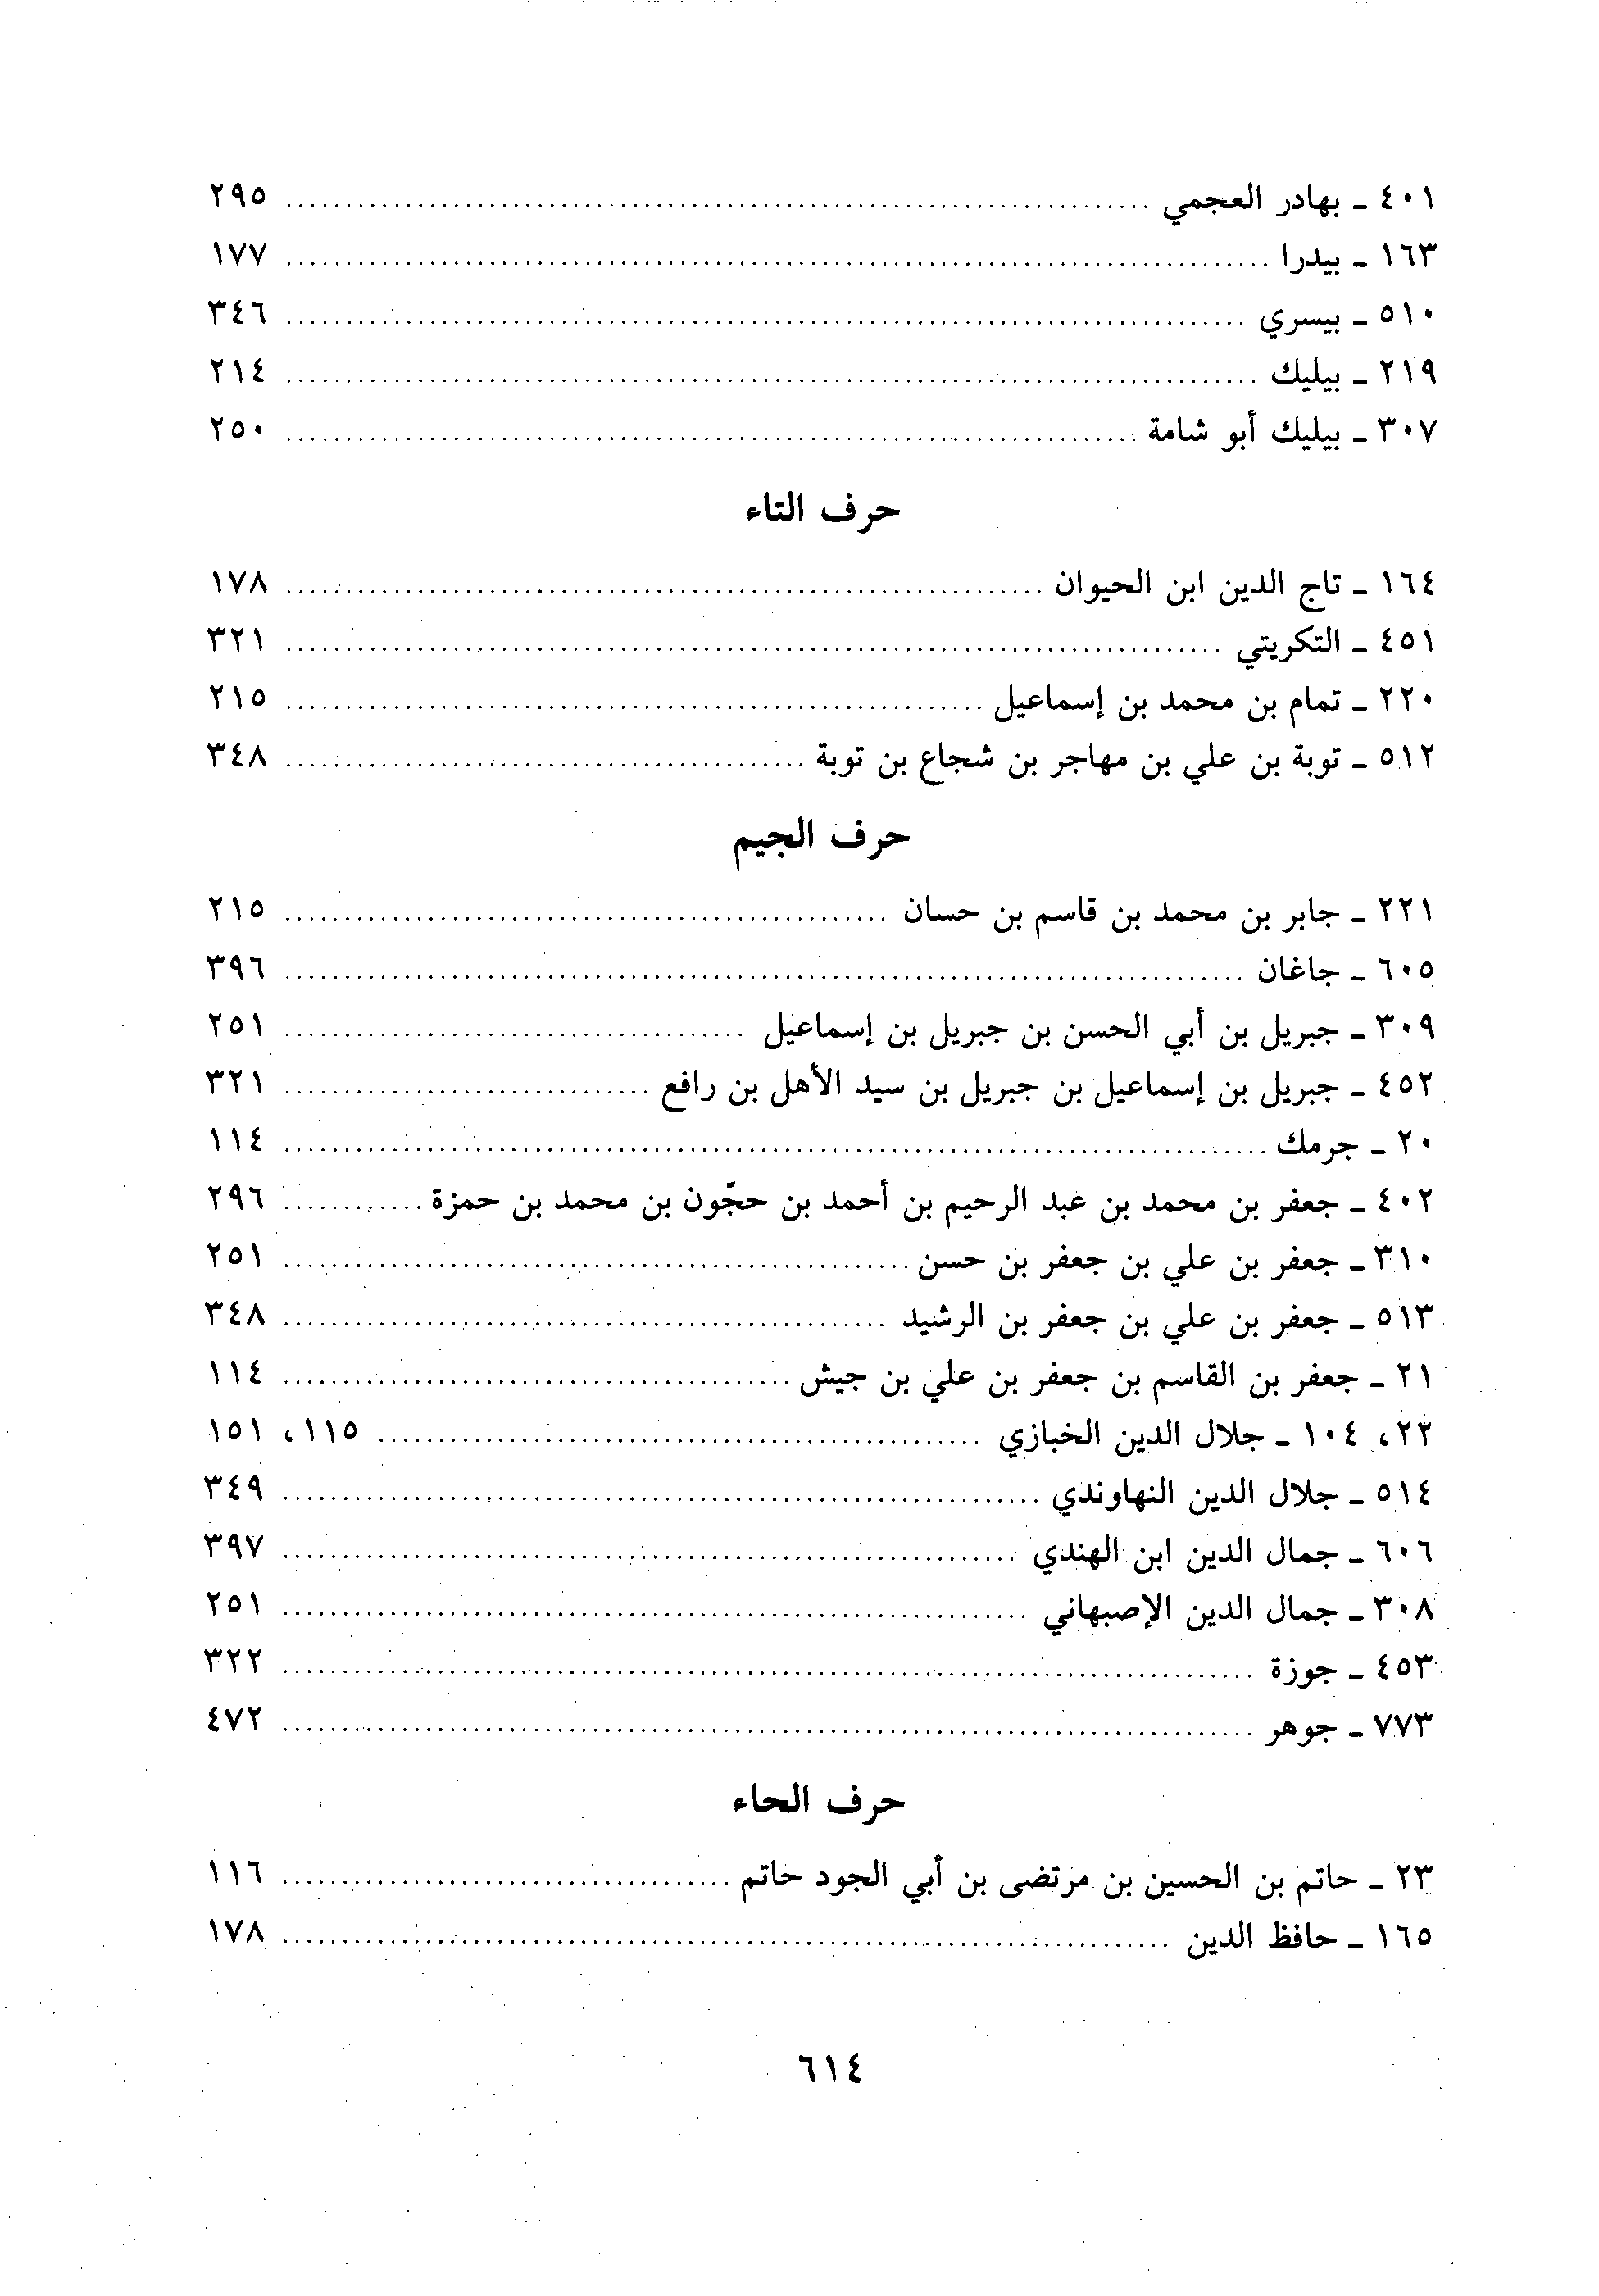 ٤٠١ ـ بهادر العجمي ........ ٢٩٥
١٦٣ ـ بيدرا ........ ١٧٧
٥١٠ ـ بيسري ........ ٣٤٦
٢١٩ ـ بيليك ........ ٢١٤
٣٠٧ ـ بيليك أبو شامة ........ ٢٥٠
حرف التاء
١٦٤ ـ تاج الدين ابن الحيوان ........ ١٧٨
٤٥١ ـ التكريتي ........ ٣٢١
٢٢٠ ـ تمام بن محمد بن إسماعيل ........ ٢١٥
٥١٢ ـ توبة بن علي بن مهاجر بن شجاع بن توبة ........ ٣٤٨
حرف الجيم
٢٢١ ـ جابر بن محمد بن قاسم بن حسان ........ ٢١٥
٦٠٥ ـ جاغان ........ ٣٩٦
٣٠٩ ـ جبريل بن أبي الحسن بن جبريل بن إسماعيل ........ ٢٥١
٤٥٢ ـ جبريل بن إسماعيل بن جبريل بن سيد الأهل بن رافع ........ ٣٢١
٢٠ ـ جرمك ........ ١١٤
٤٠٢ ـ جعفر بن محمد بن عبد الرحيم بن أحمد بن حجّون بن محمد بن حمزة ........ ٢٩٦
٣١٠ ـ جعفر بن علي بن جعفر بن حسن ........ ٢٥١
٥١٣ ـ جعفر بن علي بن جعفر بن الرشيد ........ ٣٤٨
٢١ ـ جعفر بن القاسم بن جعفر بن علي بن جيش ........ ١١٤
٢٢، ١٠٤ ـ جلال الدين الخبازي ........ ١١٥، ١٥١
٥١٤ ـ جلال الدين النهاوندي ........ ٣٤٩
٦٠٦ ـ جمال الدين ابن الهندي ........ ٣٩٧
٣٠٨ ـ جمال الدين الإصبهاني ........ ٢٥١
٤٥٣ ـ جوزة ........ ٣٢٢
٧٧٣ ـ جوهر ........ ٤٧٢
حرف الحاء
٢٣ ـ حاتم بن الحسين بن مرتضى بن أبي الجود حاتم ........ ١١٦
١٦٥ ـ حافظ الدين ........ ١٧٨
٦١٤